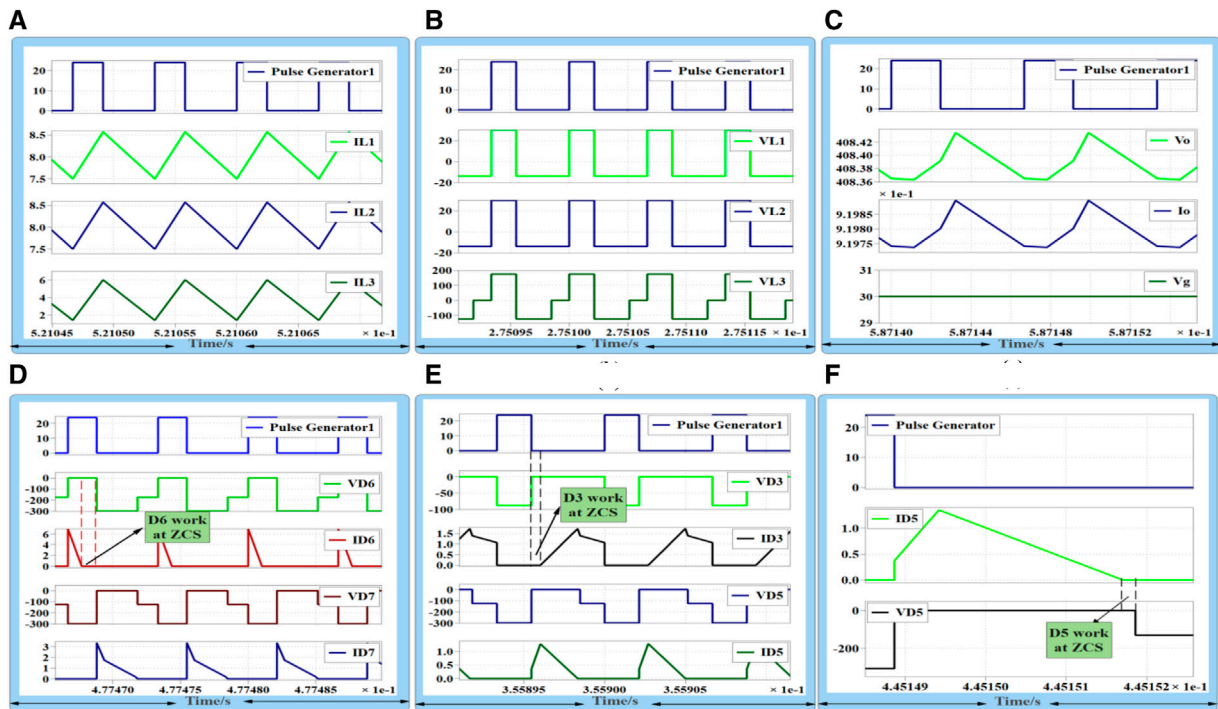 A
20
10
0
Pulse Generator1
8.5
8.0
7.5
IL1
8.5
8.0
7.5
IL2
6
4
2
IL3
5.21045 5.21050 5.21055 5.21060 5.21065 × 1e-1
Time/s
B
20
10
0
Pulse Generator1
20
0
-20
VL1
20
0
-20
VL2
200
100
0
-100
VL3
2.75095 2.75100 2.75105 2.75110 2.75115 × 1e-1
Time/s
C
20
10
0
Pulse Generator1
408.42
408.40
408.38
408.36
Vo
× 1e-1
9.1985
9.1980
9.1975
Io
31
30
29
Vg
5.87140 5.87144 5.87148 5.87152 × 1e-1
Time/s
D
20
10
0
Pulse Generator1
0
-100
-200
-300
VD6
D6 work
at ZCS
6
4
2
0
ID6
0
-100
-200
-300
VD7
3
2
1
0
ID7
4.77470 4.77475 4.77480 4.77485 × 1e-1
Time/s
E
20
10
0
Pulse Generator1
0
-50
-100
VD3
D3 work
at ZCS
1.5
1.0
0.5
0.0
ID3
0
-100
-200
-300
VD5
1.0
0.5
0.0
ID5
3.55895 3.55900 3.55905 × 1e-1
Time/s
F
20
10
0
Pulse Generator
1.0
0.5
0.0
ID5
0
-200
VD5
D5 work
at ZCS
4.45149 4.45150 4.45151 4.45152 × 1e-1
Time/s